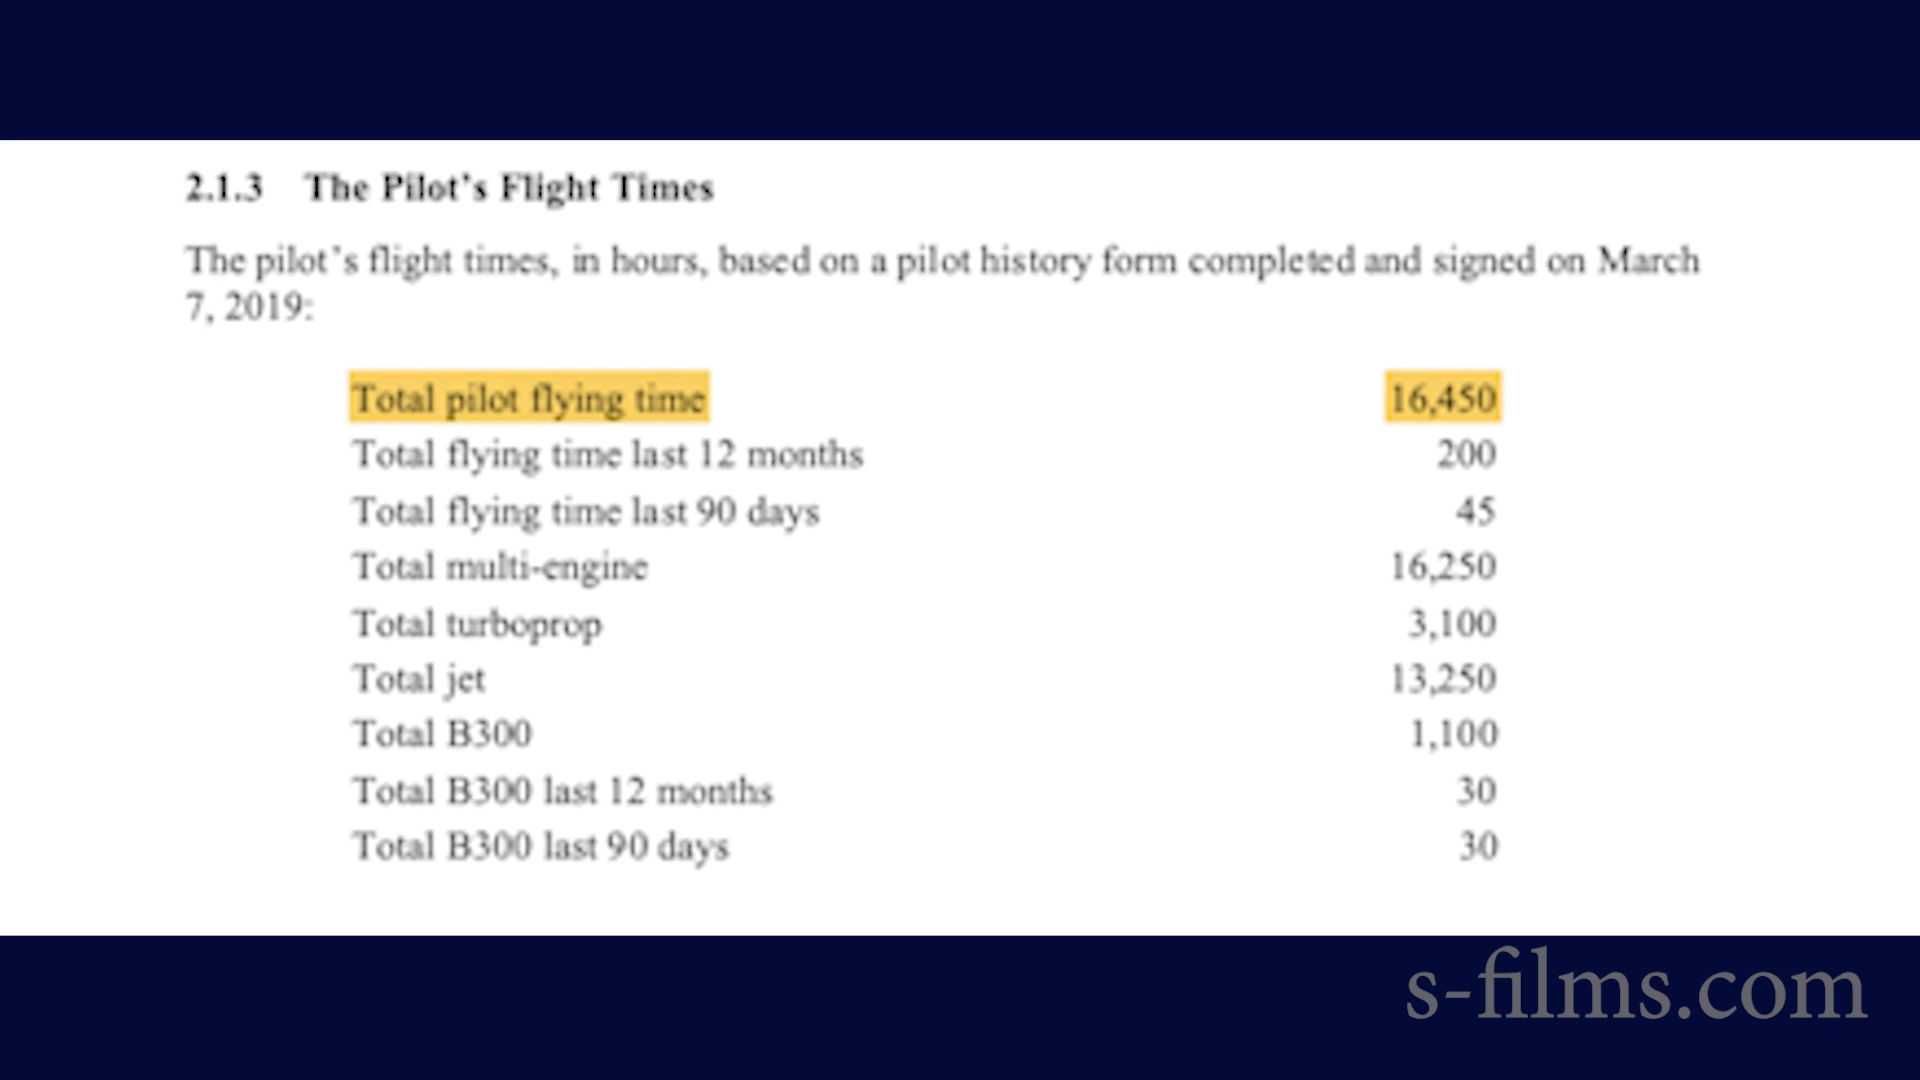 2.1.3 The Pilot's Flight Times
The pilot's flight times, in hours, based on a pilot history form completed and signed on March
7, 2019:
Total pilot flying time 16,450
Total flying time last 12 months 200
Total flying time last 90 days 45
Total multi-engine 16,250
Total turboprop 3,100
Total jet 13,250
Total B300 1,100
Total B300 last 12 months 30
Total B300 last 90 days 30
s-films.com